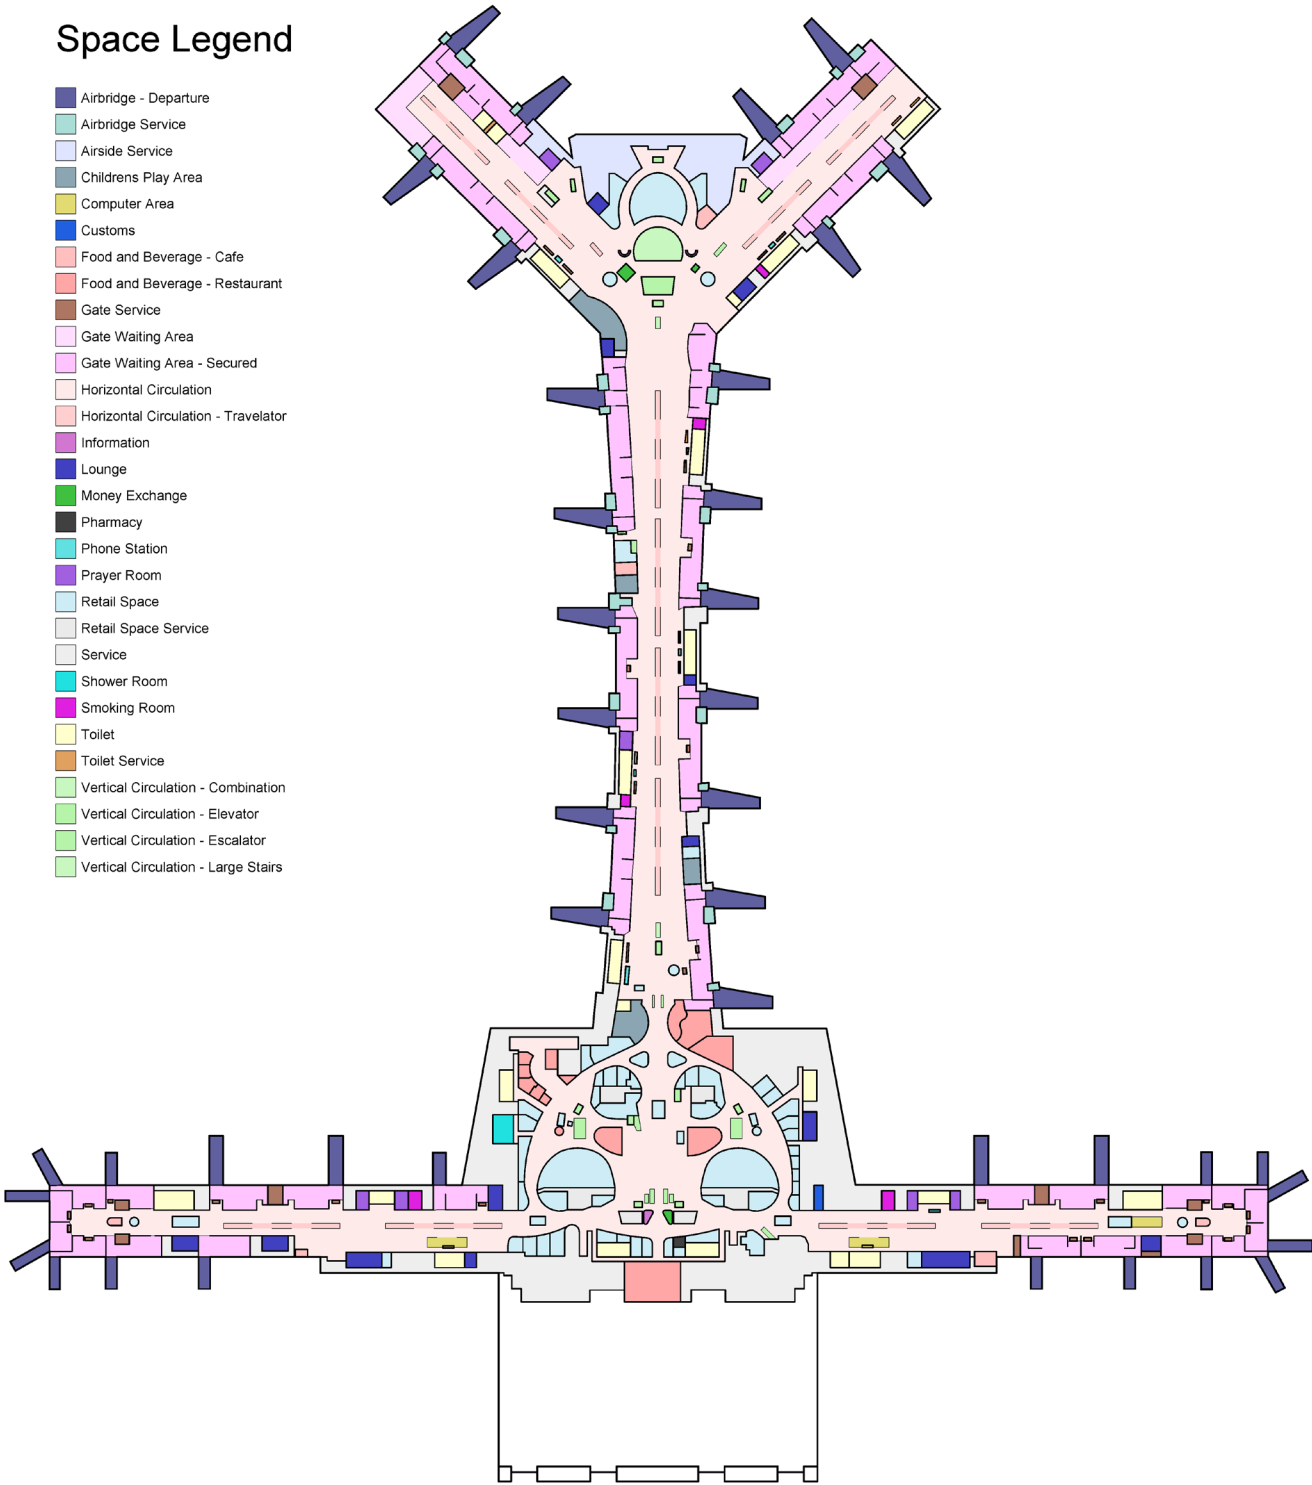 Space Legend
Airbridge - Departure
Airbridge Service
Airside Service
Childrens Play Area
Computer Area
Customs
Food and Beverage - Cafe
Food and Beverage - Restaurant
Gate Service
Gate Waiting Area
Gate Waiting Area - Secured
Horizontal Circulation
Horizontal Circulation - Travelator
Information
Lounge
Money Exchange
Pharmacy
Phone Station
Prayer Room
Retail Space
Retail Space Service
Service
Shower Room
Smoking Room
Toilet
Toilet Service
Vertical Circulation - Combination
Vertical Circulation - Elevator
Vertical Circulation - Escalator
Vertical Circulation - Large Stairs